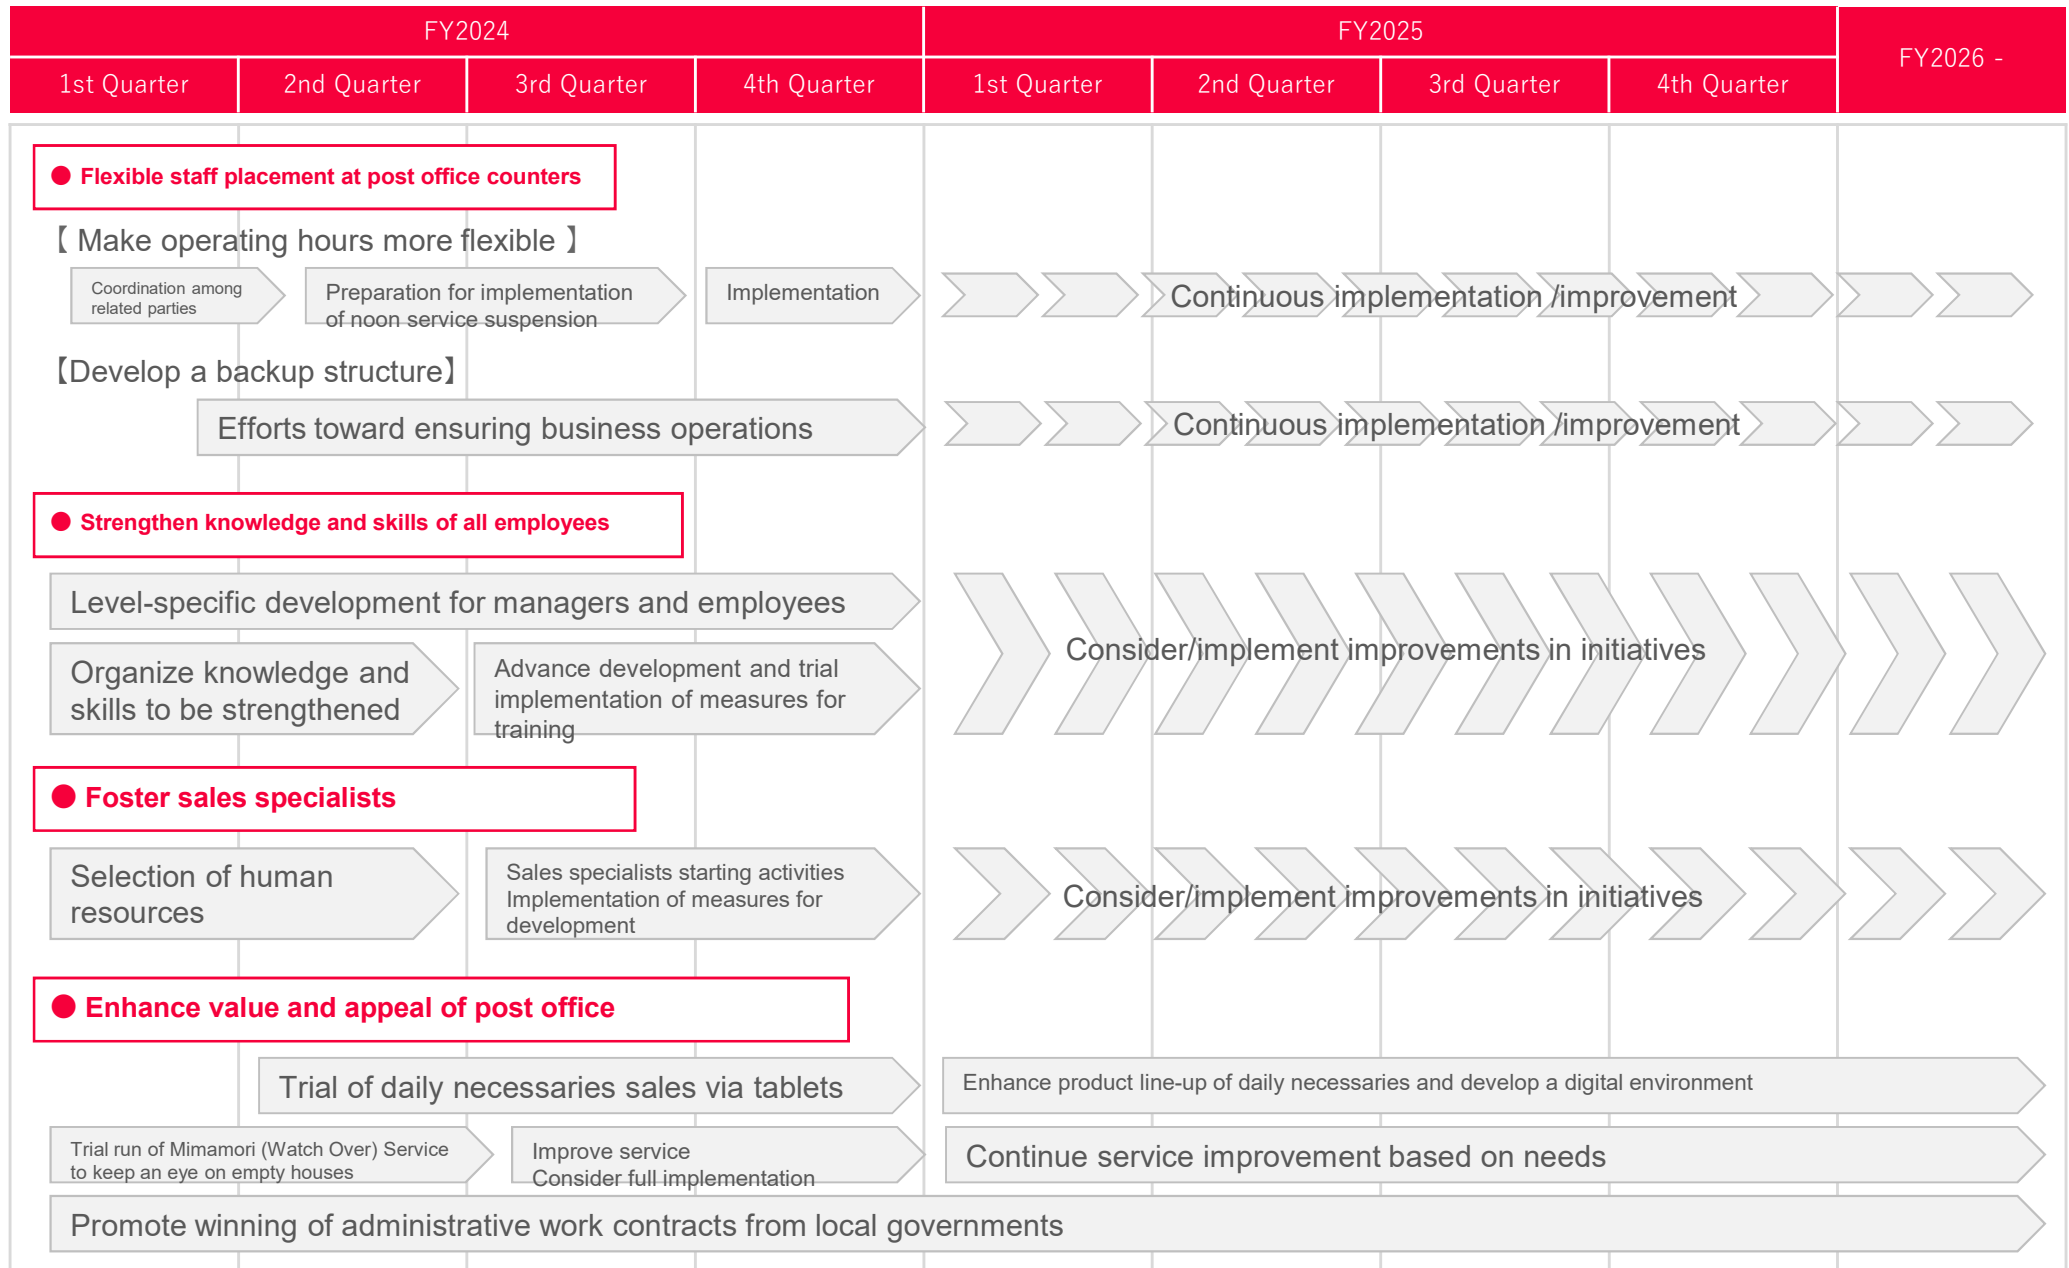 FY2024
FY2025
FY2026 -
1st Quarter
2nd Quarter
3rd Quarter
4th Quarter
1st Quarter
2nd Quarter
3rd Quarter
4th Quarter
● Flexible staff placement at post office counters
【 Make operating hours more flexible 】
Coordination among
related parties
Preparation for implementation
of noon service suspension
Implementation
Continuous implementation /improvement
【Develop a backup structure】
Efforts toward ensuring business operations
Continuous implementation /improvement
● Strengthen knowledge and skills of all employees
Level-specific development for managers and employees
Organize knowledge and
skills to be strengthened
Advance development and trial
implementation of measures for
training
Consider/implement improvements in initiatives
● Foster sales specialists
Selection of human
resources
Sales specialists starting activities
Implementation of measures for
development
Consider/implement improvements in initiatives
● Enhance value and appeal of post office
Trial of daily necessaries sales via tablets
Enhance product line-up of daily necessaries and develop a digital environment
Trial run of Mimamori (Watch Over) Service
to keep an eye on empty houses
Improve service
Consider full implementation
Continue service improvement based on needs
Promote winning of administrative work contracts from local governments